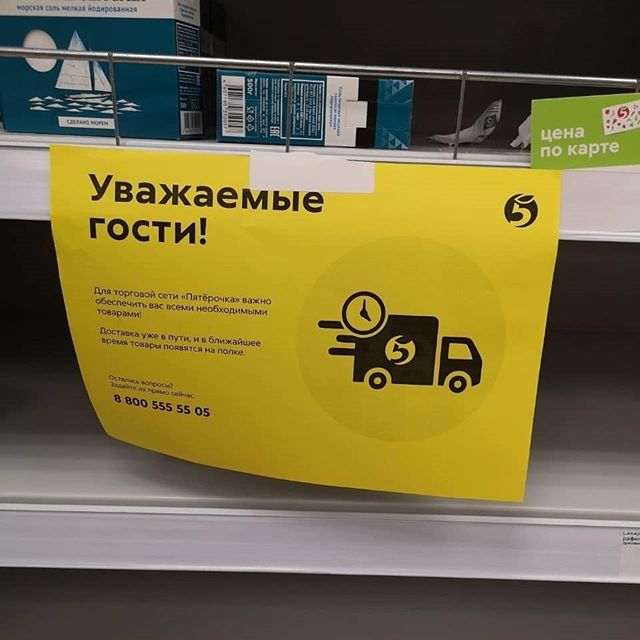 морская соль мелкая йодированная
СДЕЛАНО МОРЕМ
500г
цена
по карте
5
Уважаемые
гости!
5
Для торговой сети «Пятёрочка» важно
обеспечить вас всеми необходимыми
товарами!
Доставка уже в пути, и в ближайшее
время товары появятся на полке.
Остались вопросы?
Задайте их прямо сейчас
8 800 555 55 05
5